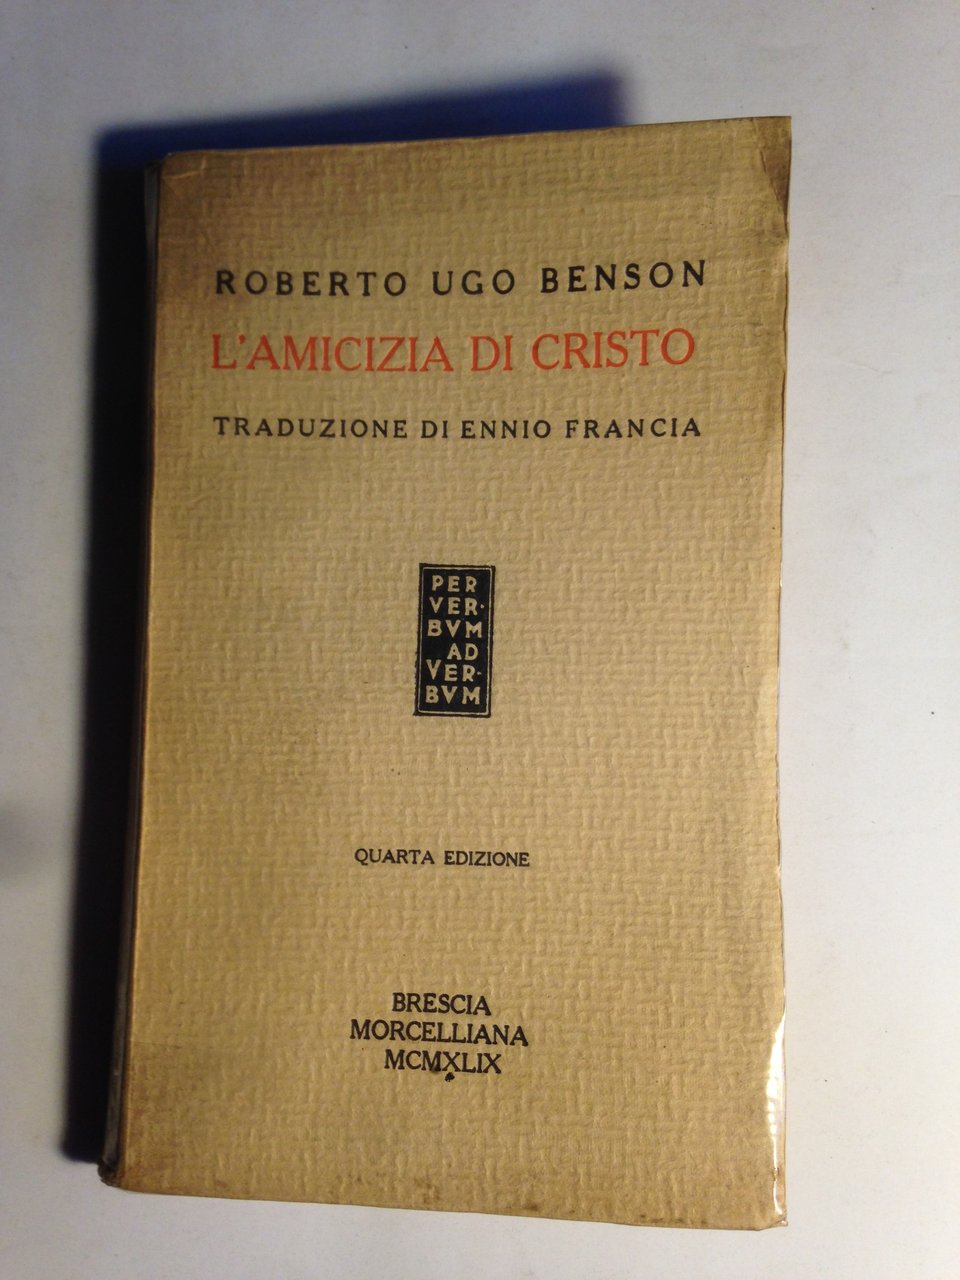 ROBERTO UGO BENSON
L'AMICIZIA DI CRISTO
TRADUZIONE DI ENNIO FRANCIA
PER
VER·
BVM
AD
VER·
BVM
QUARTA EDIZIONE
BRESCIA
MORCELLIANA
MCMXLIX